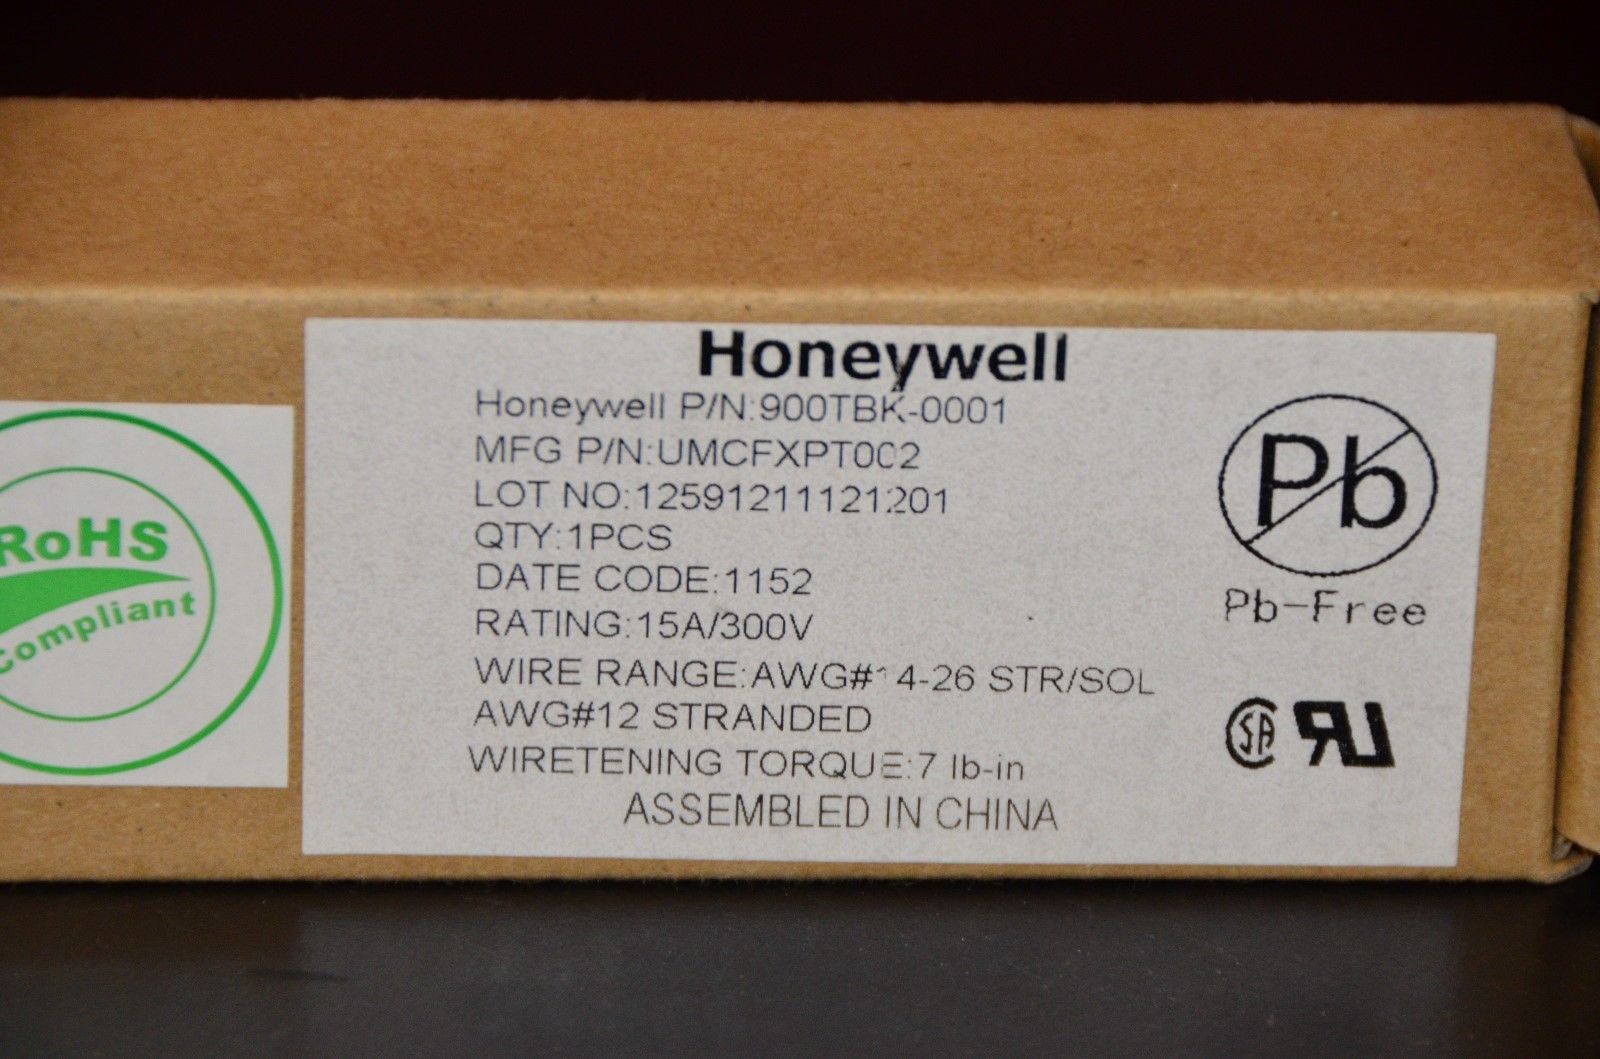 Honeywell
Honeywell P/N:900TBK-0001
MFG P/N:UMCFXPT002
LOT NO:12591211121201
QTY:1PCS
DATE CODE:1152
RATING:15A/300V
WIRE RANGE:AWG#14-26 STR/SOL
AWG#12 STRANDED
WIRETENING TORQUE:7 lb-in
ASSEMBLED IN CHINA
Pb
Pb-Free
SA
UR
RoHS
Compliant